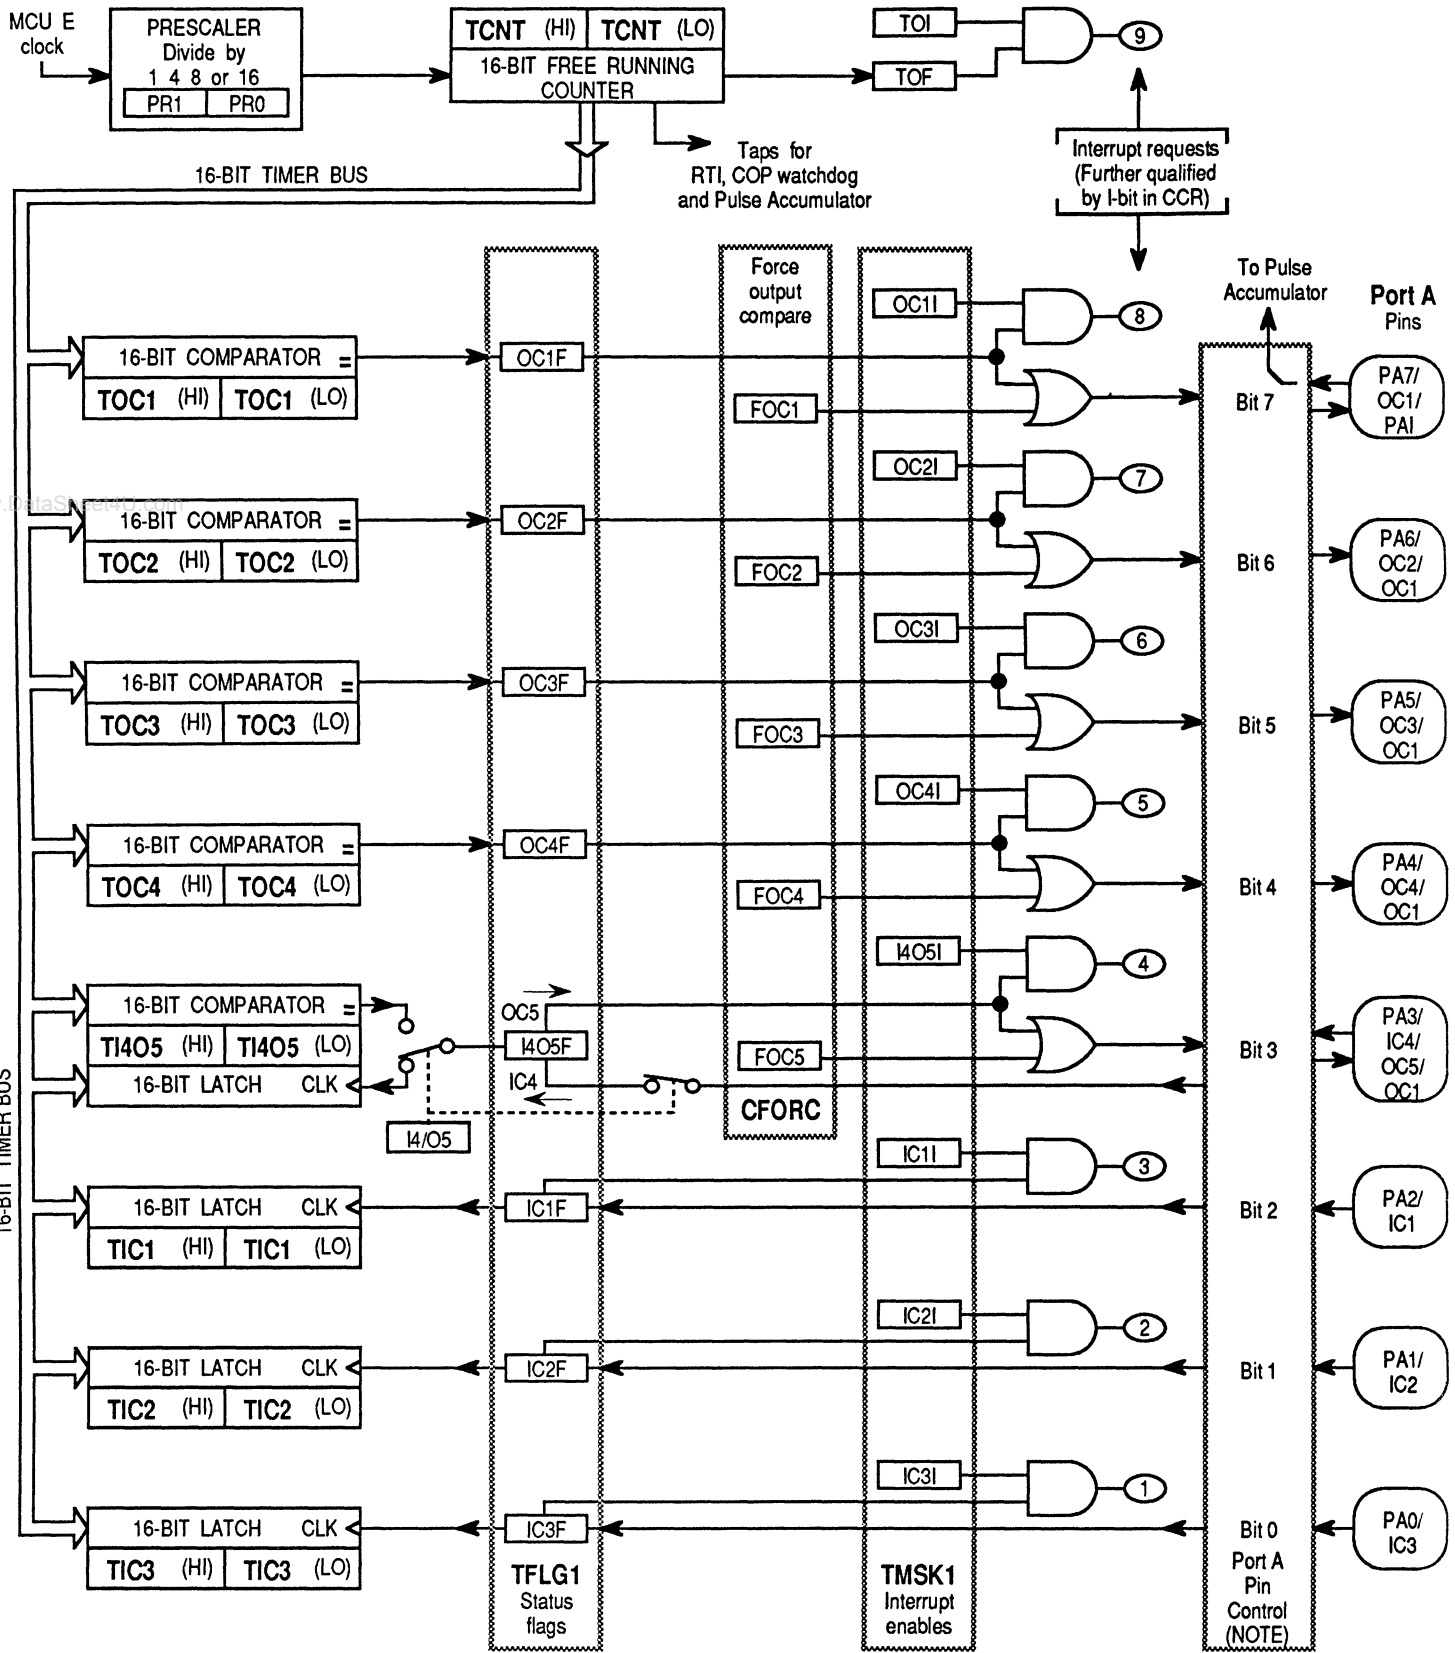 MCU E
clock
PRESCALER
Divide by
1 4 8 or 16
PR1 PR0
TCNT (HI) TCNT (LO)
16-BIT FREE RUNNING
COUNTER
TOI
TOF
9
Taps for
RTI, COP watchdog
and Pulse Accumulator
Interrupt requests
(Further qualified
by I-bit in CCR)
16-BIT TIMER BUS
16-BIT TIMER BUS
Force
output
compare
To Pulse
Accumulator
Port A
Pins
OC1I
8
16-BIT COMPARATOR =
TOC1 (HI) TOC1 (LO)
OC1F
FOC1
Bit 7
PA7/
OC1/
PAI
OC2I
7
.DataSheet4U.com
16-BIT COMPARATOR =
TOC2 (HI) TOC2 (LO)
OC2F
FOC2
Bit 6
PA6/
OC2/
OC1
OC3I
6
16-BIT COMPARATOR =
TOC3 (HI) TOC3 (LO)
OC3F
FOC3
Bit 5
PA5/
OC3/
OC1
OC4I
5
16-BIT COMPARATOR =
TOC4 (HI) TOC4 (LO)
OC4F
FOC4
Bit 4
PA4/
OC4/
OC1
I4O5I
4
16-BIT COMPARATOR =
TI4O5 (HI) TI4O5 (LO)
16-BIT LATCH CLK
OC5
I4O5F
IC4
I4/O5
FOC5
CFORC
Bit 3
PA3/
IC4/
OC5/
OC1
IC1I
3
16-BIT LATCH CLK
TIC1 (HI) TIC1 (LO)
IC1F
Bit 2
PA2/
IC1
IC2I
2
16-BIT LATCH CLK
TIC2 (HI) TIC2 (LO)
IC2F
Bit 1
PA1/
IC2
IC3I
1
16-BIT LATCH CLK
TIC3 (HI) TIC3 (LO)
IC3F
Bit 0
PA0/
IC3
TFLG1
Status
flags
TMSK1
Interrupt
enables
Port A
Pin
Control
(NOTE)